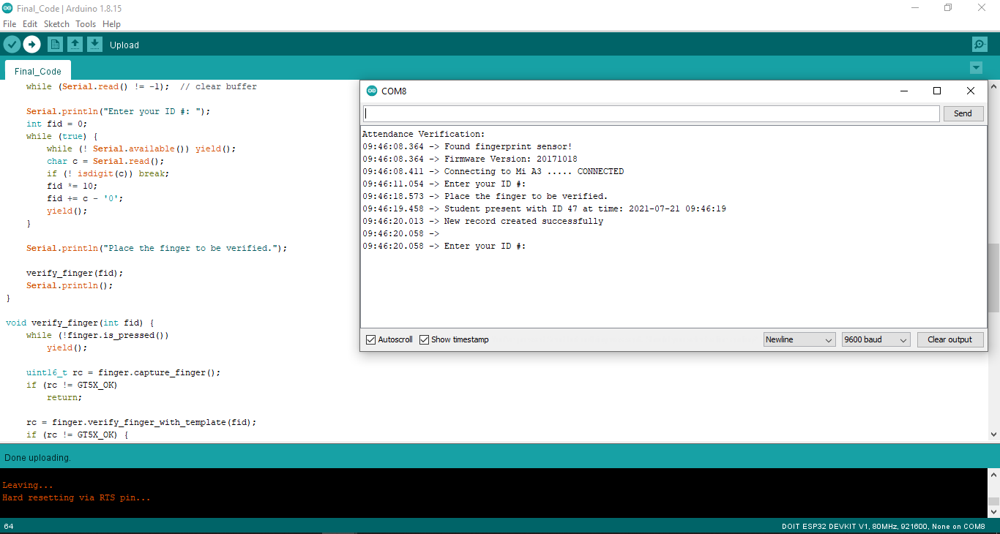 Final_Code | Arduino 1.8.15
File Edit Sketch Tools Help
Upload
Final_Code
while (Serial.read() != -1);  // clear buffer
Serial.println("Enter your ID #: ");
int fid = 0;
while (true) {
while (! Serial.available()) yield();
char c = Serial.read();
if (! isdigit(c)) break;
fid *= 10;
fid += c - '0';
yield();
}
Serial.println("Place the finger to be verified.");
verify_finger(fid);
Serial.println();
}
void verify_finger(int fid) {
while (!finger.is_pressed())
yield();
uint16_t rc = finger.capture_finger();
if (rc != GT5X_OK)
return;
rc = finger.verify_finger_with_template(fid);
if (rc != GT5X_OK) {
COM8
Send
Attendance Verification:
09:46:08.364 -> Found fingerprint sensor!
09:46:08.364 -> Firmware Version: 20171018
09:46:08.411 -> Connecting to Mi A3 ..... CONNECTED
09:46:11.054 -> Enter your ID #:
09:46:18.573 -> Place the finger to be verified.
09:46:19.458 -> Student present with ID 47 at time: 2021-07-21 09:46:19
09:46:20.013 -> New record created successfully
09:46:20.058 ->
09:46:20.058 -> Enter your ID #:
Autoscroll Show timestamp Newline 9600 baud Clear output
Done uploading.
Leaving...
Hard resetting via RTS pin...
64 DOIT ESP32 DEVKIT V1, 80MHz, 921600, None on COM8